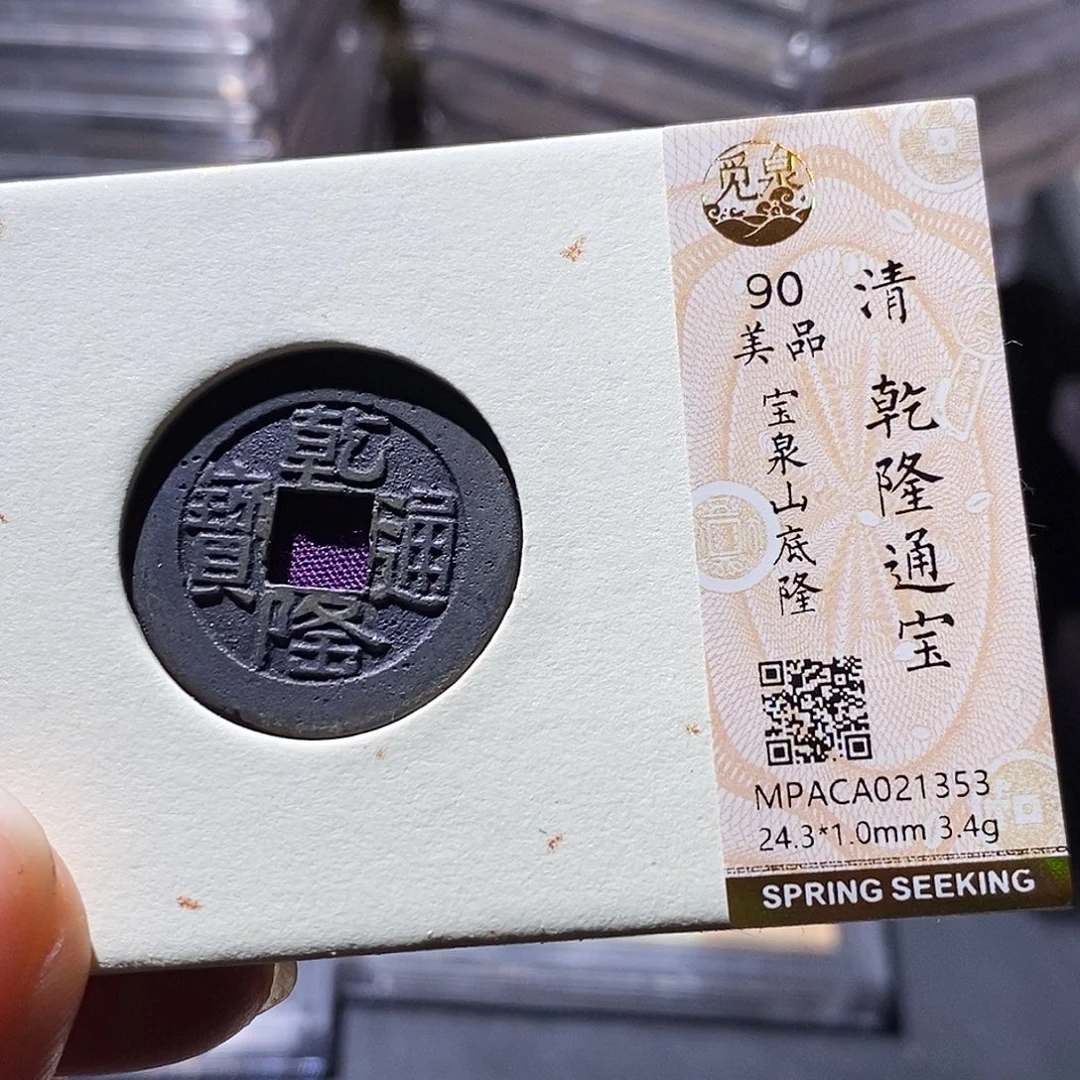 觅泉
90
美品
宝泉山底隆
清 乾隆通宝
MPACA021353
24.3*1.0mm 3.4g
SPRING SEEKING
乾隆通寶